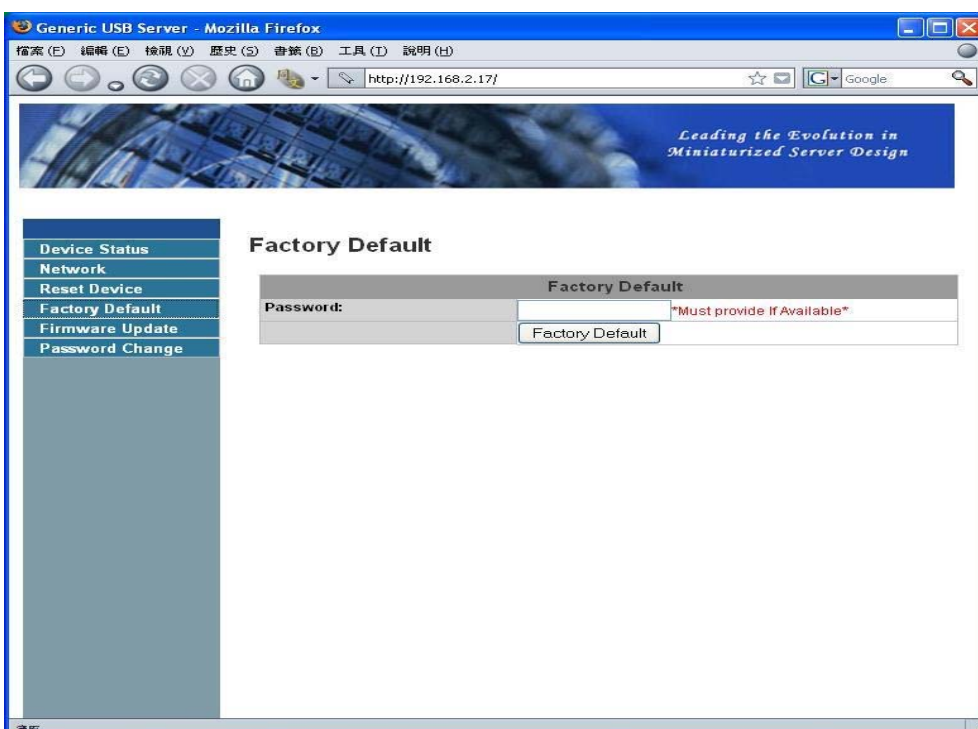 Generic USB Server - Mozilla Firefox
檔案(F) 編輯(E) 檢視(V) 歷史(S) 書籤(B) 工具(T) 說明(H)
http://192.168.2.17/ G Google
Leading the Evolution in
Miniaturized Server Design
Device Status
Network
Reset Device
Factory Default
Firmware Update
Password Change
Factory Default
Factory Default
Password: *Must provide If Available*
Factory Default